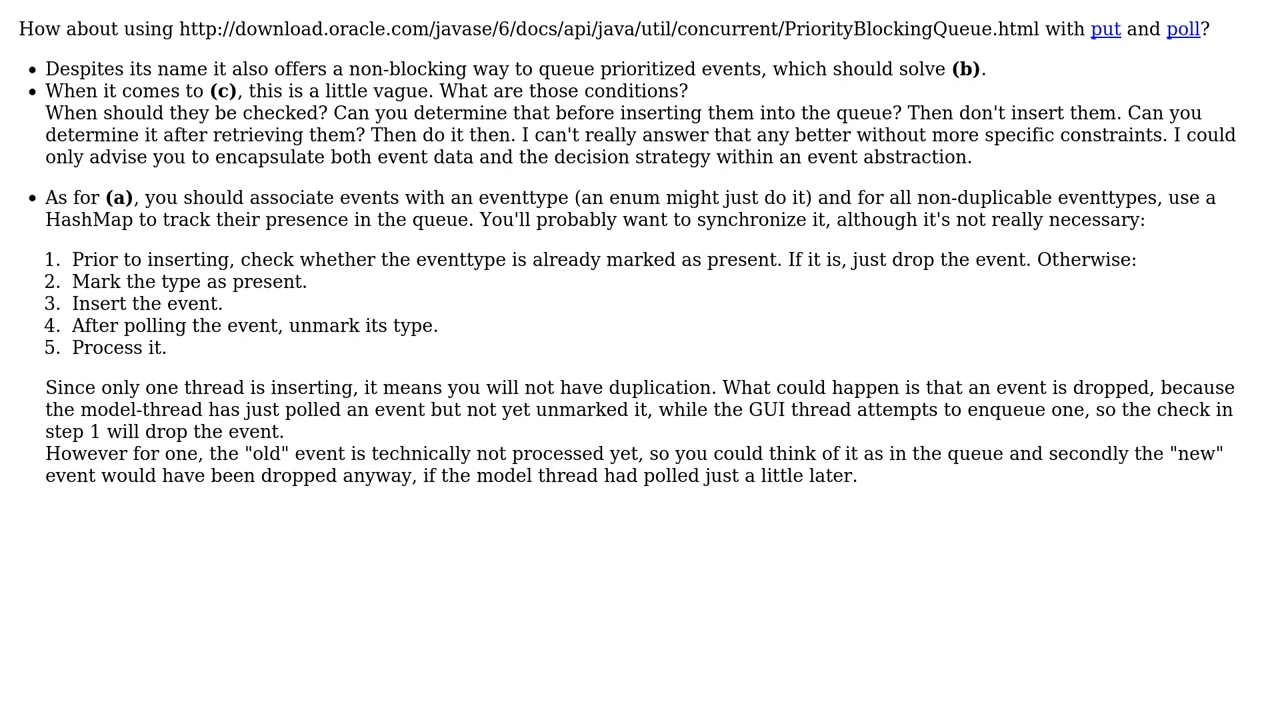 How about using http://download.oracle.com/javase/6/docs/api/java/util/concurrent/PriorityBlockingQueue.html with put and poll?
• Despites its name it also offers a non-blocking way to queue prioritized events, which should solve (b).
• When it comes to (c), this is a little vague. What are those conditions?
When should they be checked? Can you determine that before inserting them into the queue? Then don't insert them. Can you
determine it after retrieving them? Then do it then. I can't really answer that any better without more specific constraints. I could
only advise you to encapsulate both event data and the decision strategy within an event abstraction.
• As for (a), you should associate events with an eventtype (an enum might just do it) and for all non-duplicable eventtypes, use a
HashMap to track their presence in the queue. You'll probably want to synchronize it, although it's not really necessary:
1. Prior to inserting, check whether the eventtype is already marked as present. If it is, just drop the event. Otherwise:
2. Mark the type as present.
3. Insert the event.
4. After polling the event, unmark its type.
5. Process it.
Since only one thread is inserting, it means you will not have duplication. What could happen is that an event is dropped, because
the model-thread has just polled an event but not yet unmarked it, while the GUI thread attempts to enqueue one, so the check in
step 1 will drop the event.
However for one, the "old" event is technically not processed yet, so you could think of it as in the queue and secondly the "new"
event would have been dropped anyway, if the model thread had polled just a little later.